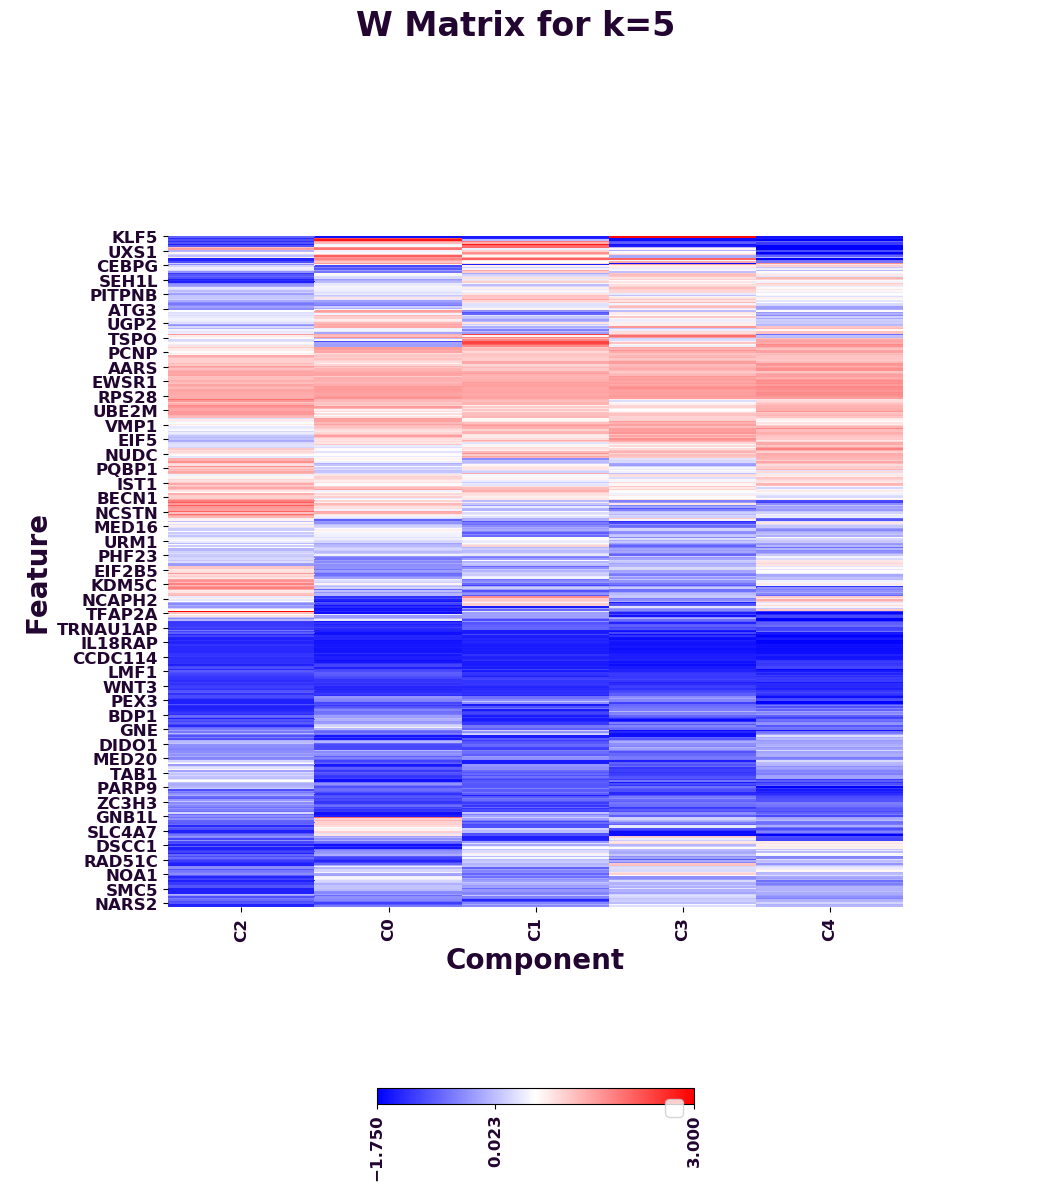 W Matrix for k=5
KLF5
UXS1
CEBPG
SEH1L
PITPNB
ATG3
UGP2
TSPO
PCNP
AARS
EWSR1
RPS28
UBE2M
VMP1
EIF5
NUDC
PQBP1
IST1
BECN1
NCSTN
MED16
URM1
PHF23
EIF2B5
KDM5C
NCAPH2
TFAP2A
TRNAU1AP
IL18RAP
CCDC114
LMF1
WNT3
PEX3
BDP1
GNE
DIDO1
MED20
TAB1
PARP9
ZC3H3
GNB1L
SLC4A7
DSCC1
RAD51C
NOA1
SMC5
NARS2
Feature
C2
C0
C1
C3
C4
Component
−1.750
0.023
3.000